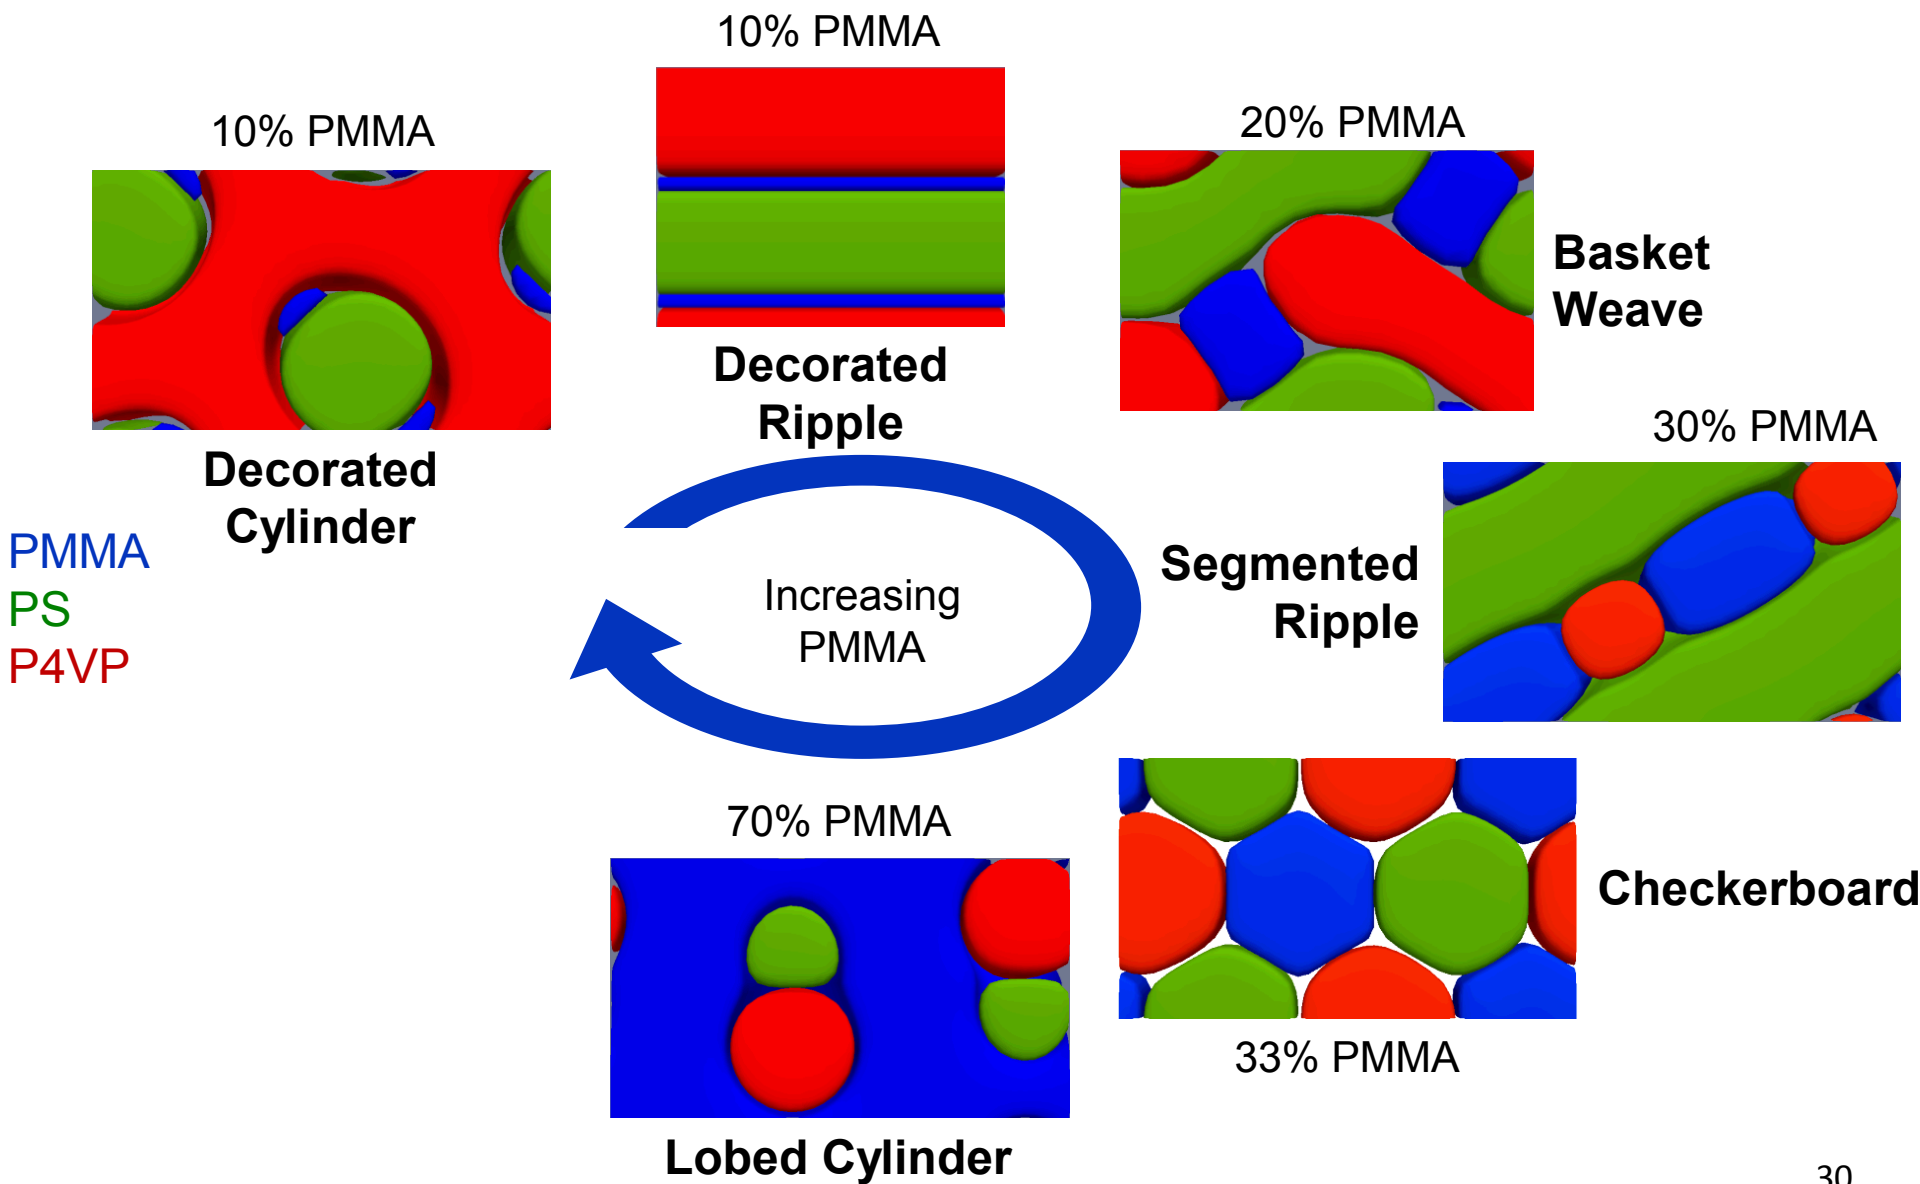 10% PMMA
10% PMMA
20% PMMA
Basket
Weave
Decorated
Ripple
30% PMMA
Decorated
Cylinder
PMMA
PS
P4VP
Increasing
PMMA
Segmented
Ripple
70% PMMA
Checkerboard
33% PMMA
Lobed Cylinder
30